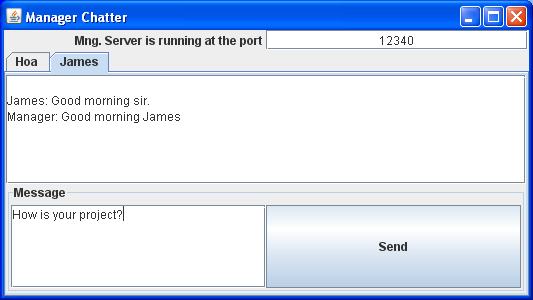 Manager Chatter
Mng. Server is running at the port 12340
Hoa James
James: Good morning sir.
Manager: Good morning James
Message
How is your project?
Send